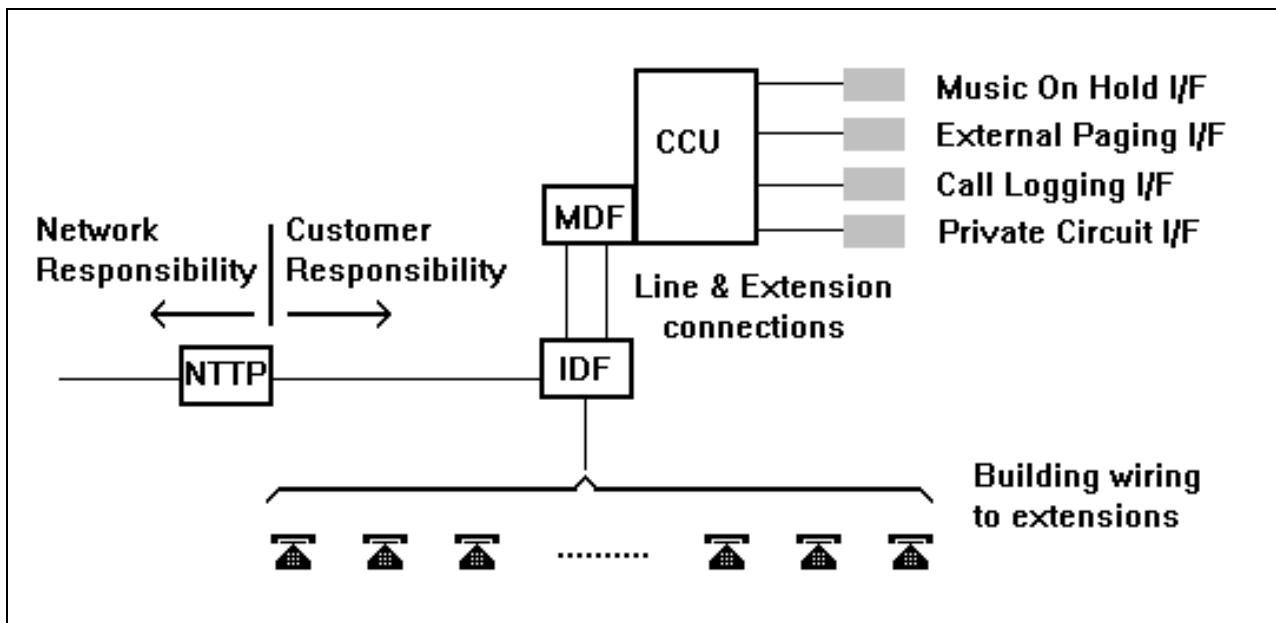 CCU
Music On Hold I/F
External Paging I/F
Call Logging I/F
Private Circuit I/F
MDF
Network
Responsibility
Customer
Responsibility
Line & Extension
connections
NTTP
IDF
Building wiring
to extensions